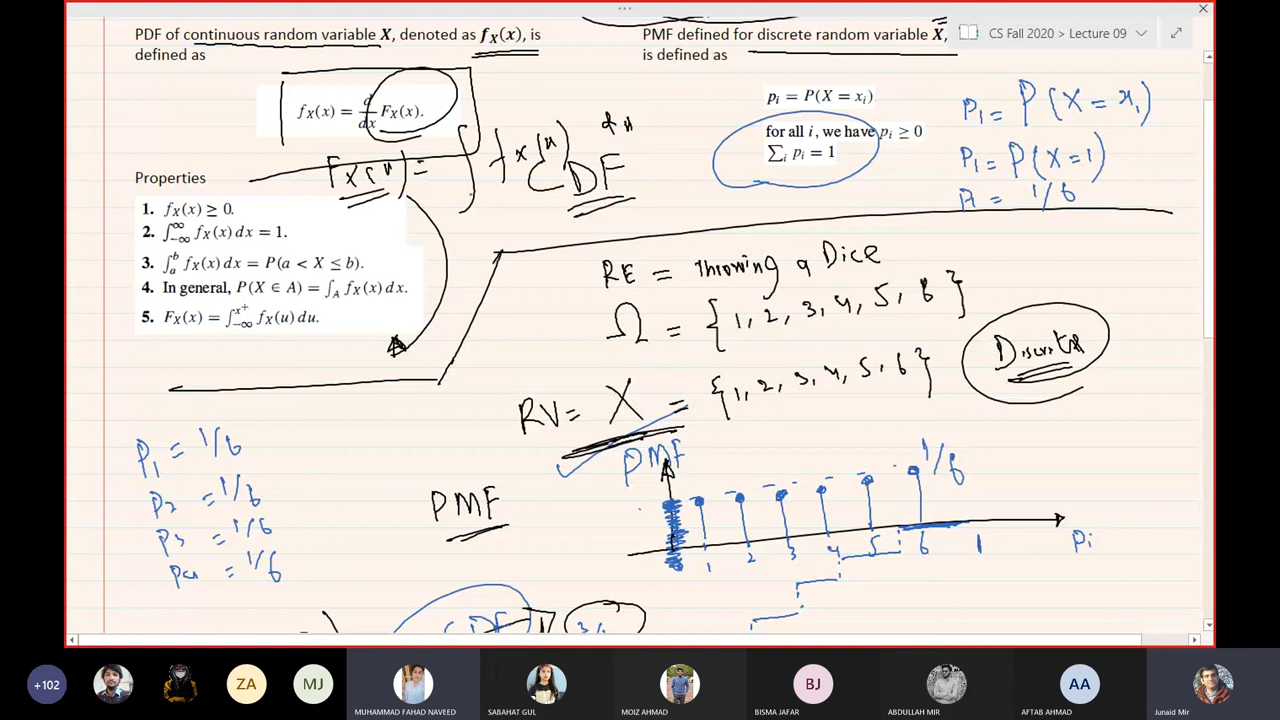 CS Fall 2020 > Lecture 09
PDF of continuous random variable X, denoted as f_X(x), is
defined as
f_X(x) = d/dx F_X(x).
Properties
1. f_X(x) ≥ 0.
2. ∫_{-∞}^{∞} f_X(x) dx = 1.
3. ∫_a^b f_X(x) dx = P(a < X ≤ b).
4. In general, P(X ∈ A) = ∫_A f_X(x) dx.
5. F_X(x) = ∫_{-∞}^{x+} f_X(u) du.
CDF
PMF defined for discrete random variable X,
is defined as
p_i = P(X = x_i)
for all i, we have p_i ≥ 0
∑_i p_i = 1
P1 = P(X = x1)
P1 = P(X=1)
P1 = 1/6
RE = Throwing a Dice
Ω = {1, 2, 3, 4, 5, 6}
RV = X = {1, 2, 3, 4, 5, 6}
Discrete
P1 = 1/6
P2 = 1/6
P3 = 1/6
P4 = 1/6
PMF
PMF
1/6
1 2 3 4 5 6
1
Pi
CDF
+102
ZA
MJ
MUHAMMAD FAHAD NAVEED
SABAHAT GUL
MOIZ AHMAD
BJ
BISMA JAFAR
ABDULLAH MIR
AA
AFTAB AHMAD
Junaid Mir